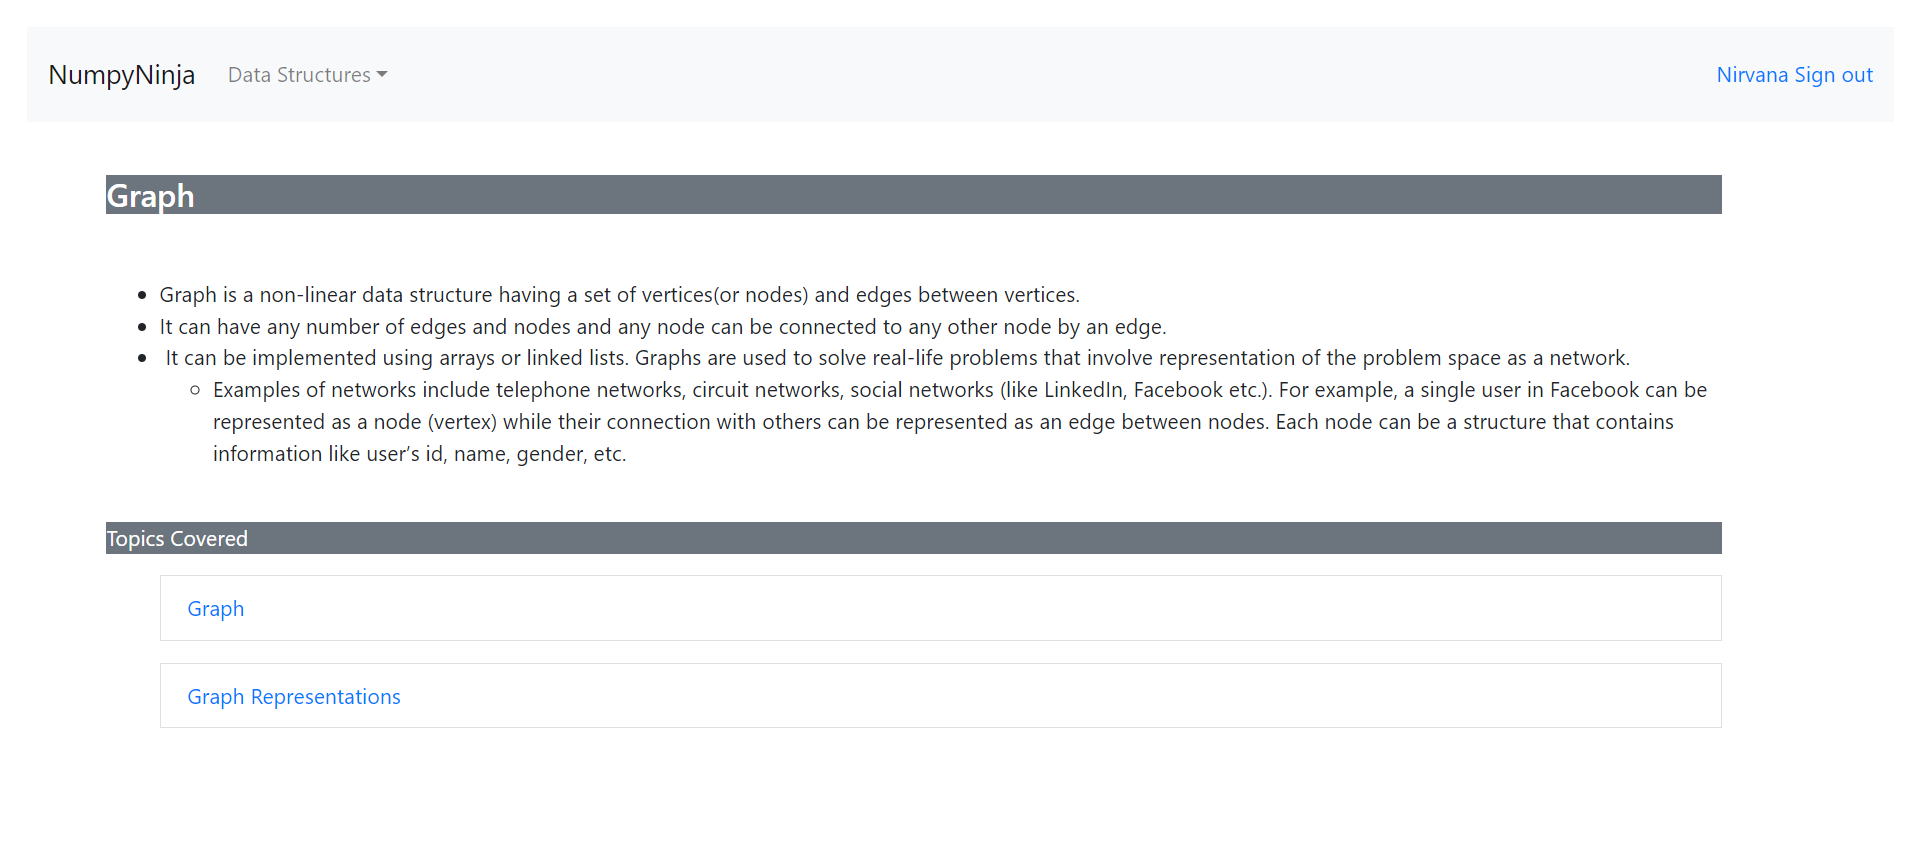 NumpyNinja Data Structures Nirvana Sign out
Graph
Graph is a non-linear data structure having a set of vertices(or nodes) and edges between vertices.
It can have any number of edges and nodes and any node can be connected to any other node by an edge.
It can be implemented using arrays or linked lists. Graphs are used to solve real-life problems that involve representation of the problem space as a network.
Examples of networks include telephone networks, circuit networks, social networks (like LinkedIn, Facebook etc.). For example, a single user in Facebook can be
represented as a node (vertex) while their connection with others can be represented as an edge between nodes. Each node can be a structure that contains
information like user’s id, name, gender, etc.
Topics Covered
Graph
Graph Representations